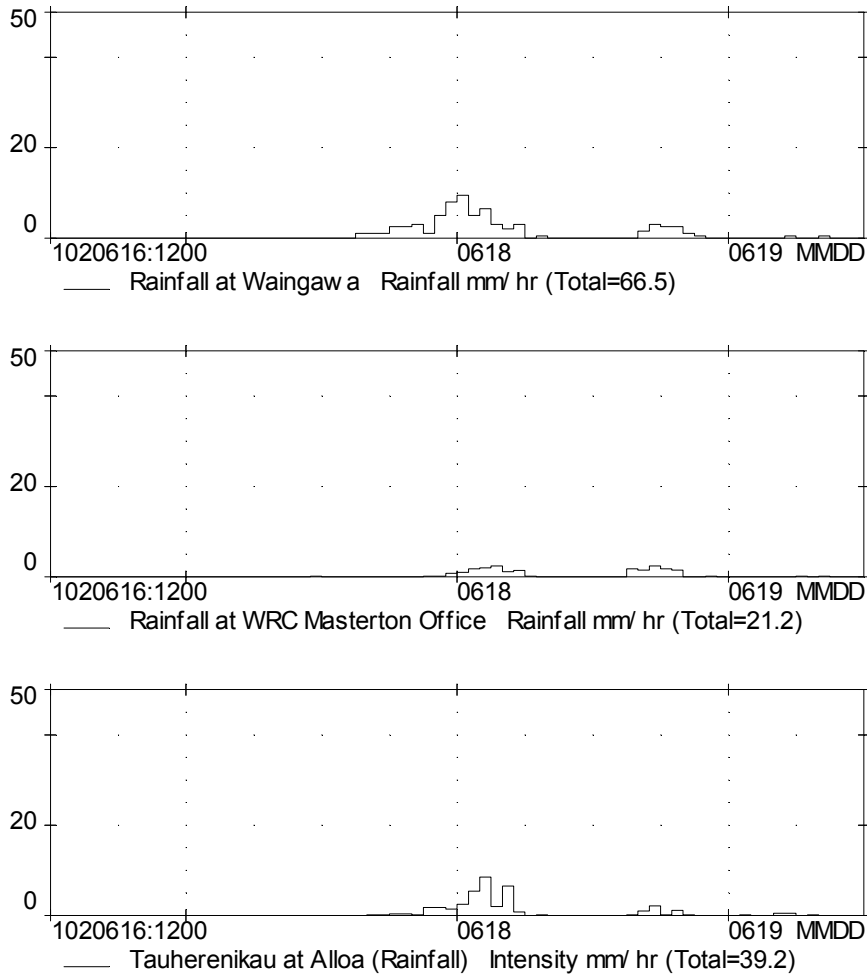 50
20
0
1020616:1200 0618 0619 MMDD
Rainfall at Waingawa Rainfall mm/ hr (Total=66.5)
50
20
0
1020616:1200 0618 0619 MMDD
Rainfall at WRC Masterton Office Rainfall mm/ hr (Total=21.2)
50
20
0
1020616:1200 0618 0619 MMDD
Tauherenikau at Alloa (Rainfall) Intensity mm/ hr (Total=39.2)